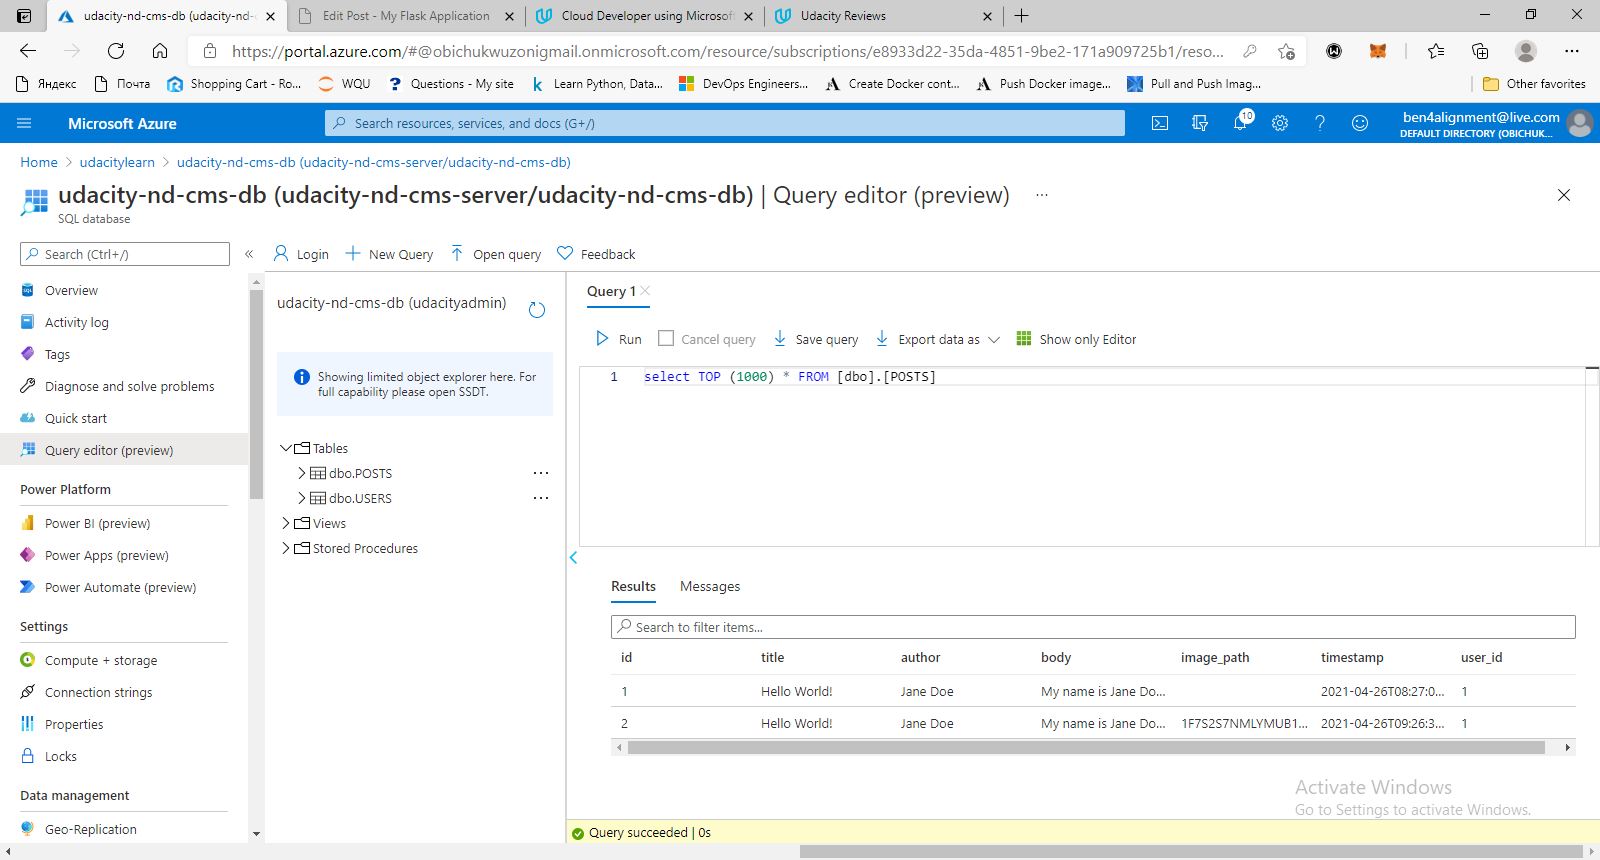 udacity-nd-cms-db (udacity-nd-
Edit Post - My Flask Application
Cloud Developer using Microsoft
Udacity Reviews
https://portal.azure.com/#@obichukwuzonigmail.onmicrosoft.com/resource/subscriptions/e8933d22-35da-4851-9be2-171a909725b1/reso...
Яндекс
Почта
Shopping Cart - Ro...
WQU
Questions - My site
Learn Python, Data...
DevOps Engineers...
Create Docker cont...
Push Docker image...
Pull and Push Imag...
Other favorites
Microsoft Azure
Search resources, services, and docs (G+/)
10
ben4alignment@live.com
DEFAULT DIRECTORY (OBICHUK...
Home > udacitylearn > udacity-nd-cms-db (udacity-nd-cms-server/udacity-nd-cms-db)
udacity-nd-cms-db (udacity-nd-cms-server/udacity-nd-cms-db) | Query editor (preview) ...
SQL database
Search (Ctrl+/)
«
Overview
Activity log
Tags
Diagnose and solve problems
Quick start
Query editor (preview)
Power Platform
Power BI (preview)
Power Apps (preview)
Power Automate (preview)
Settings
Compute + storage
Connection strings
Properties
Locks
Data management
Geo-Replication
Login
New Query
Open query
Feedback
udacity-nd-cms-db (udacityadmin)
Showing limited object explorer here. For
full capability please open SSDT.
Tables
dbo.POSTS ...
dbo.USERS ...
Views
Stored Procedures
Query 1
Run
Cancel query
Save query
Export data as
Show only Editor
1 select TOP (1000) * FROM [dbo].[POSTS]
Results
Messages
Search to filter items...
id title author body image_path timestamp user_id
1 Hello World! Jane Doe My name is Jane Do... 2021-04-26T08:27:0... 1
2 Hello World! Jane Doe My name is Jane Do... 1F7S2S7NMLYMUB1... 2021-04-26T09:26:3... 1
Activate Windows
Go to Settings to activate Windows.
Query succeeded | 0s